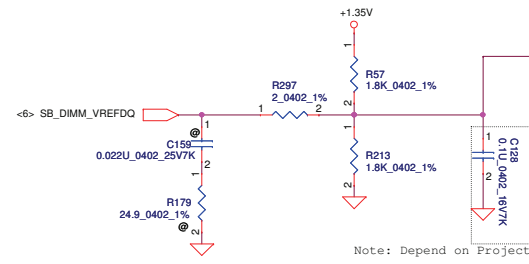 +1.35V
1
R57
1.8K_0402_1%
2
R297
2_0402_1%
<6> SB_DIMM_VREFDQ
1
2
@
1
C159
0.022U_0402_25V7K
2
1
R179
24.9_0402_1%
@
2
1
R213
1.8K_0402_1%
2
1
C128
0.1U_0402_16V7K
2
Note: Depend on Project